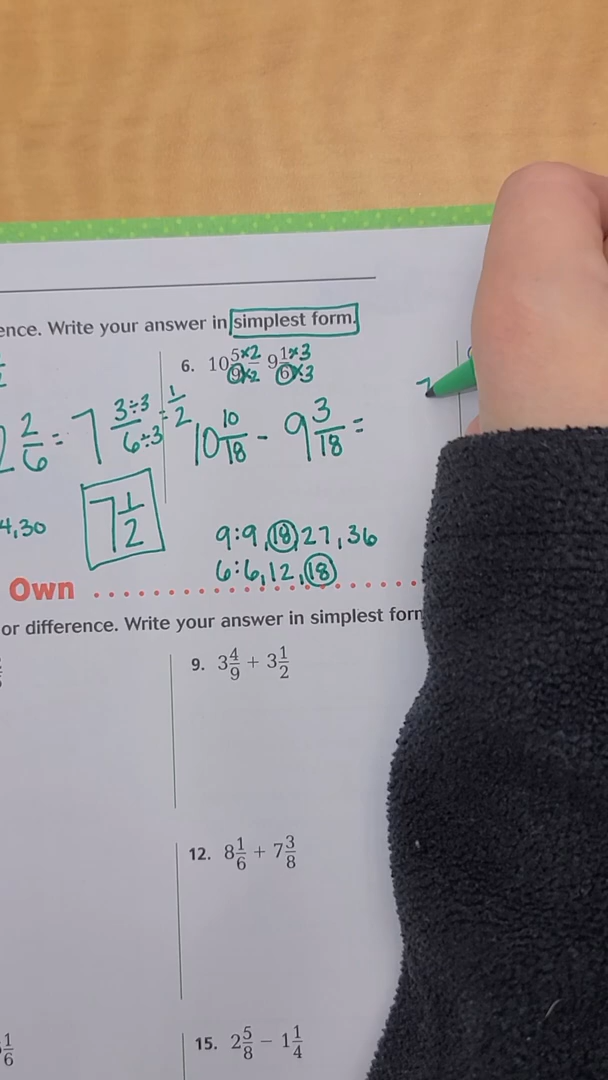 ence. Write your answer in simplest form.
6. 10 5×2/9×2 − 9 1×3/6×3
2/6 = 7 3÷3/6÷3 = 1/2
10 10/18 - 9 3/18 =
7 1/2
4,30
9:9,18,27,36
6:6,12,18
Own
or difference. Write your answer in simplest form
9. 3 4/9 + 3 1/2
12. 8 1/6 + 7 3/8
1/6
15. 2 5/8 − 1 1/4